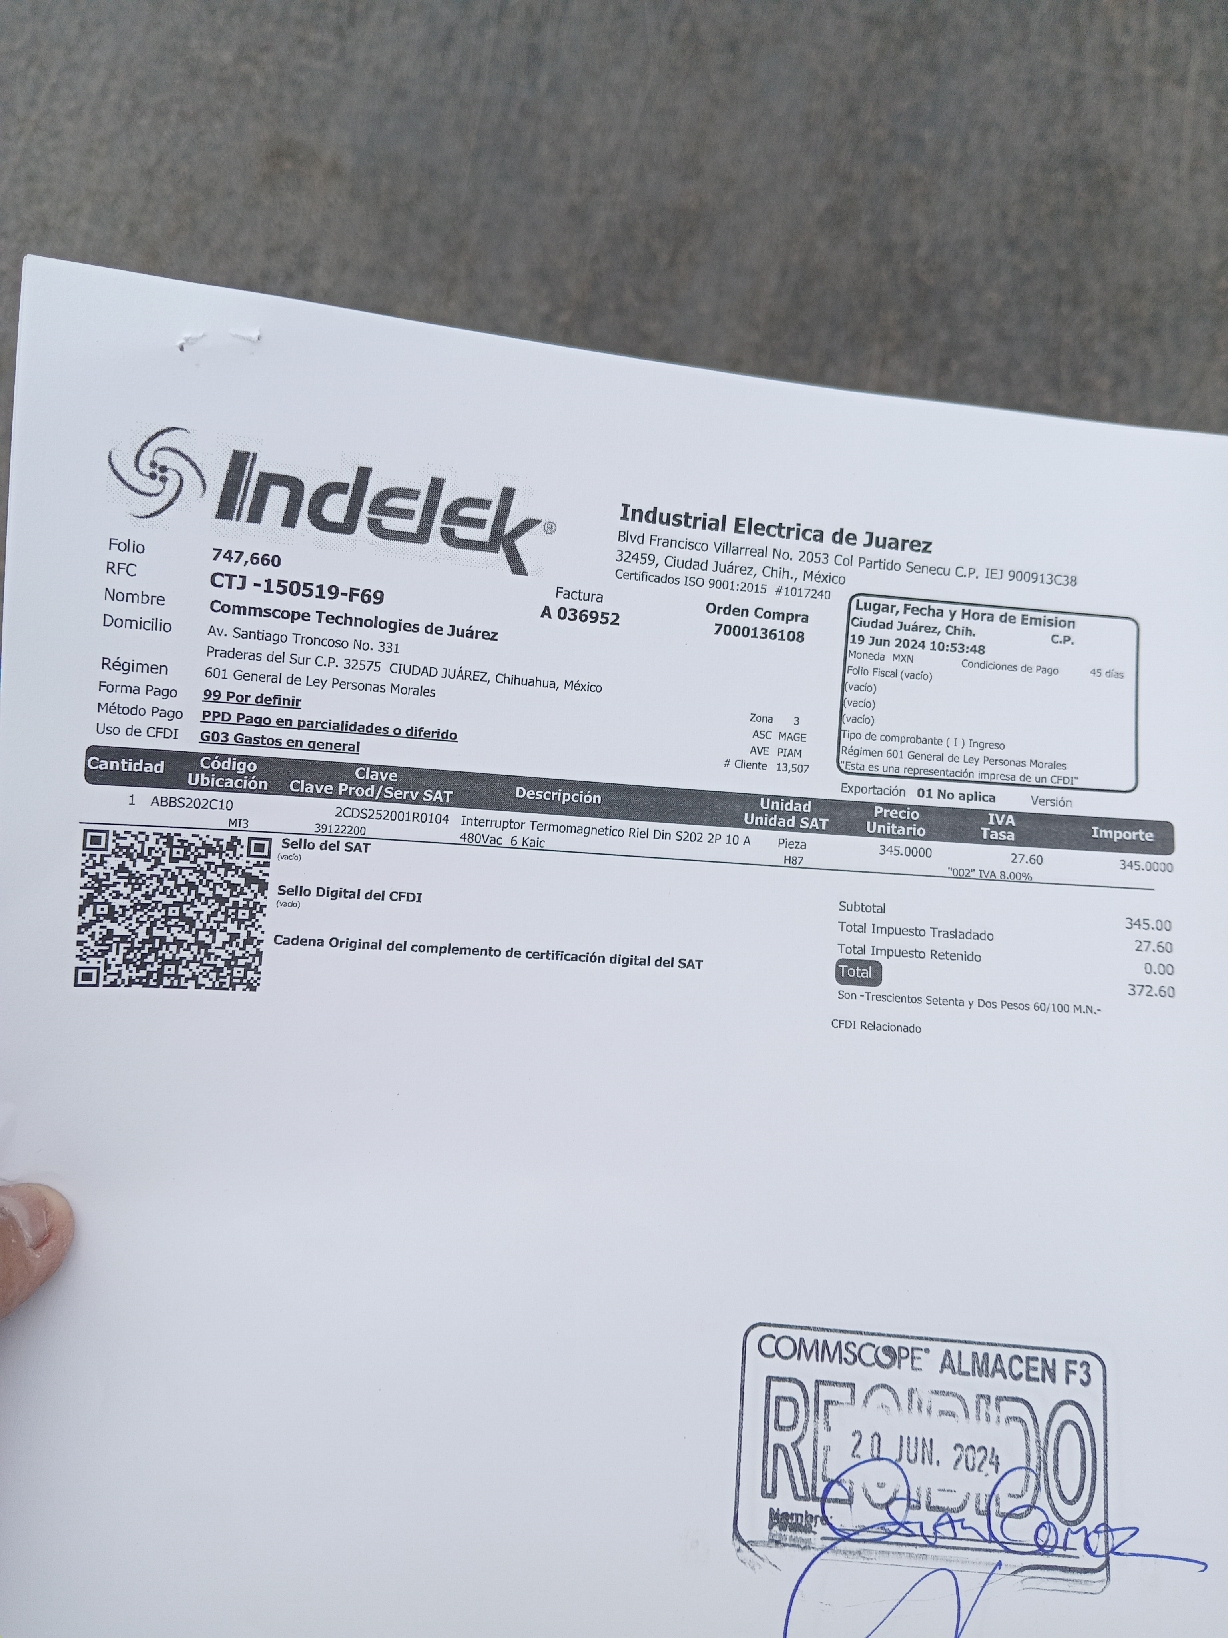 Indelek®
Industrial Electrica de Juarez
Blvd Francisco Villarreal No. 2053 Col Partido Senecu C.P. IEJ 900913C38
32459, Ciudad Juárez, Chih., México
Certificados ISO 9001:2015 #1017240
Folio 747,660
RFC CTJ -150519-F69
Factura
A 036952
Orden Compra
7000136108
Nombre Commscope Technologies de Juárez
Domicilio Av. Santiago Troncoso No. 331
Praderas del Sur C.P. 32575 CIUDAD JUÁREZ, Chihuahua, México
Régimen 601 General de Ley Personas Morales
Forma Pago 99 Por definir
Método Pago PPD Pago en parcialidades o diferido
Uso de CFDI G03 Gastos en general
Zona 3
ASC MAGE
AVE PIAM
# Cliente 13,507
Lugar, Fecha y Hora de Emision
Ciudad Juárez, Chih. C.P.
19 Jun 2024 10:53:48
Moneda MXN Condiciones de Pago 45 días
Folio Fiscal (vacío)
(vacío)
(vacío)
(vacío)
Tipo de comprobante ( I ) Ingreso
Régimen 601 General de Ley Personas Morales
"Esta es una representación impresa de un CFDI"
Exportación 01 No aplica Versión
Cantidad Código Clave Descripción Unidad Precio IVA Importe
Ubicación Clave Prod/Serv SAT Unidad SAT Unitario Tasa
1 ABBS202C10 2CDS252001R0104 Interruptor Termomagnetico Riel Din S202 2P 10 A Pieza 345.0000 27.60 345.0000
MI3 39122200 480Vac 6 Kaic H87 "002" IVA 8.00%
Sello del SAT
(vacío)
Sello Digital del CFDI
(vacío)
Cadena Original del complemento de certificación digital del SAT
Subtotal 345.00
Total Impuesto Trasladado 27.60
Total Impuesto Retenido 0.00
Total 372.60
Son -Trescientos Setenta y Dos Pesos 60/100 M.N.-
CFDI Relacionado
COMMSCOPE® ALMACEN F3
RECIBIDO
20 JUN. 2024
Nombre: